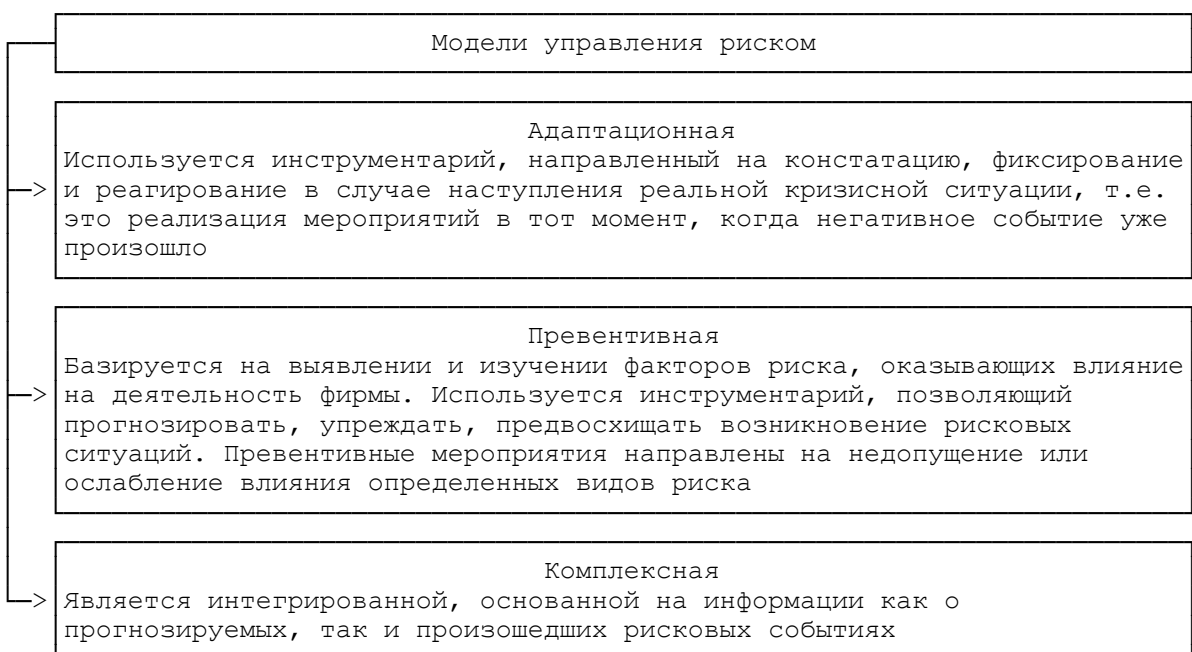 Модели управления риском
Адаптационная
Используется инструментарий, направленный на констатацию, фиксирование
и реагирование в случае наступления реальной кризисной ситуации, т.е.
это реализация мероприятий в тот момент, когда негативное событие уже
произошло
Превентивная
Базируется на выявлении и изучении факторов риска, оказывающих влияние
на деятельность фирмы. Используется инструментарий, позволяющий
прогнозировать, упреждать, предвосхищать возникновение рисковых
ситуаций. Превентивные мероприятия направлены на недопущение или
ослабление влияния определенных видов риска
Комплексная
Является интегрированной, основанной на информации как о
прогнозируемых, так и произошедших рисковых событиях